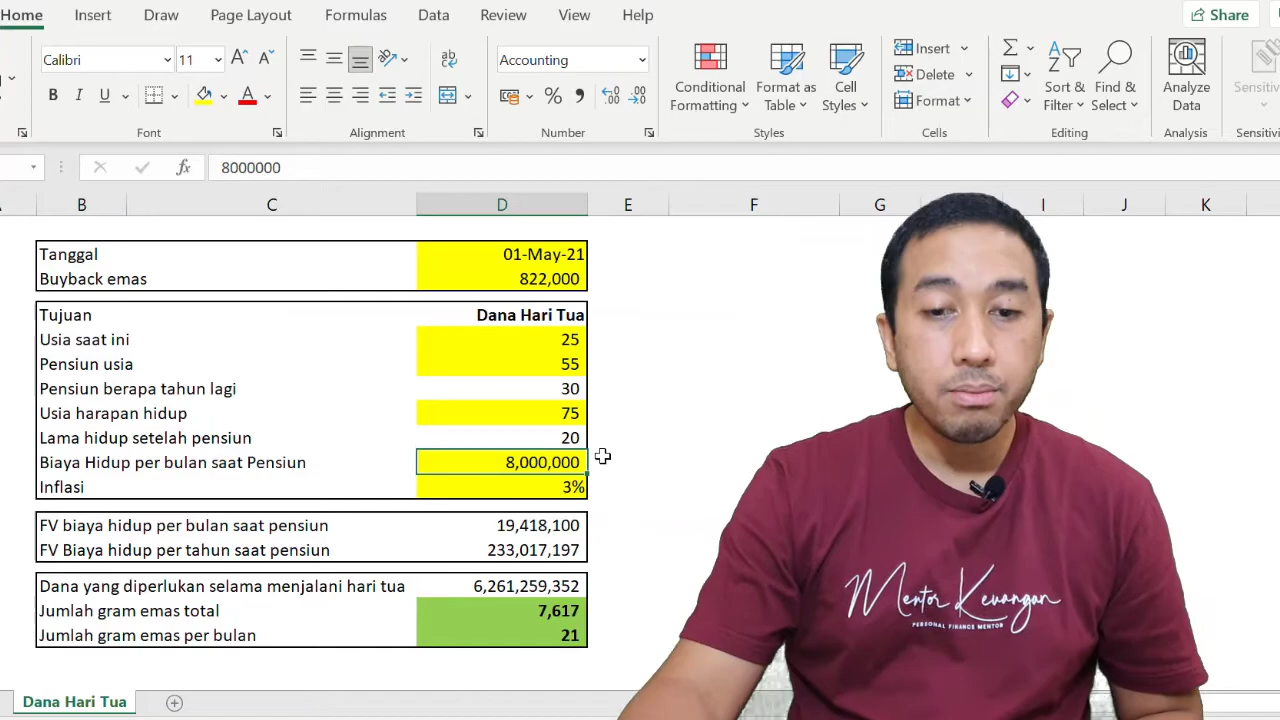 Home Insert Draw Page Layout Formulas Data Review View Help Share
Calibri 11 Accounting
Conditional Formatting Format as Table Cell Styles
Insert
Delete
Format
Sort & Filter Find & Select
Analyze Data
Font Alignment Number Styles Cells Editing Analysis
fx 8000000
B C D E F G I J K
Tanggal 01-May-21
Buyback emas 822,000
Tujuan Dana Hari Tua
Usia saat ini 25
Pensiun usia 55
Pensiun berapa tahun lagi 30
Usia harapan hidup 75
Lama hidup setelah pensiun 20
Biaya Hidup per bulan saat Pensiun 8,000,000
Inflasi 3%
FV biaya hidup per bulan saat pensiun 19,418,100
FV Biaya hidup per tahun saat pensiun 233,017,197
Dana yang diperlukan selama menjalani hari tua 6,261,259,352
Jumlah gram emas total 7,617
Jumlah gram emas per bulan 21
Mentor Keuangan
PERSONAL FINANCE MENTOR
Dana Hari Tua